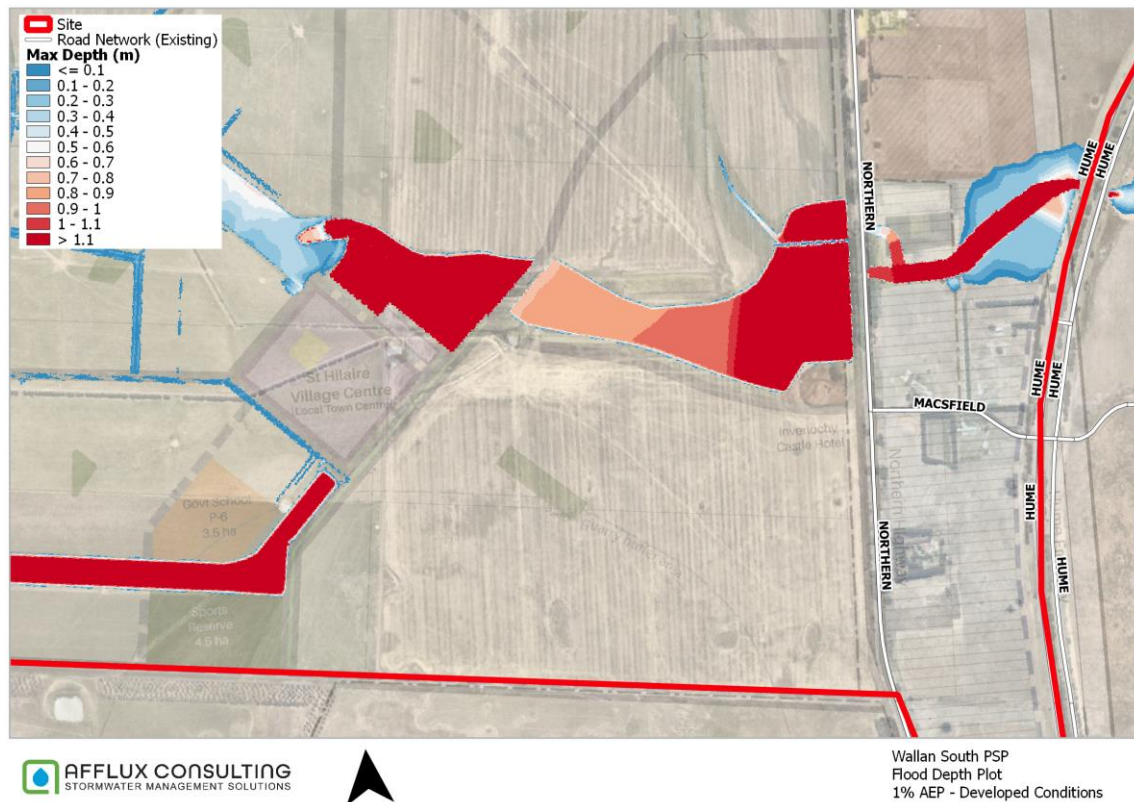 Site
Road Network (Existing)
Max Depth (m)
<= 0.1
0.1 - 0.2
0.2 - 0.3
0.3 - 0.4
0.4 - 0.5
0.5 - 0.6
0.6 - 0.7
0.7 - 0.8
0.8 - 0.9
0.9 - 1
1 - 1.1
> 1.1
HUME
HUME
NORTHERN
St Hilaire
Village Centre
Local Town Centre
HUME
HUME
MACSFIELD
Inverlochy
Castle Hotel
Govt School
P-6
3.5 ha
HUME
Northern Highway
NORTHERN
HUME
Sports
Reserve
4.5 ha
AFFLUX CONSULTING
STORMWATER MANAGEMENT SOLUTIONS
Wallan South PSP
Flood Depth Plot
1% AEP - Developed Conditions